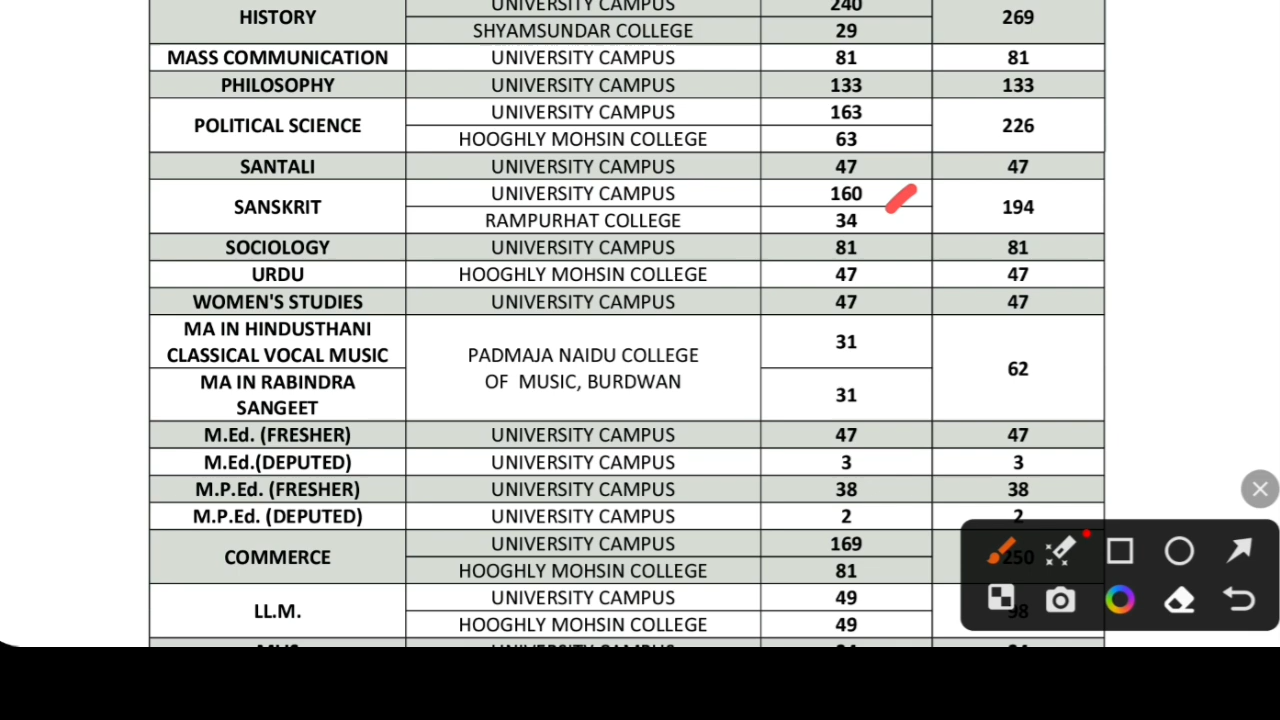 UNIVERSITY CAMPUS 240
HISTORY 269
SHYAMSUNDAR COLLEGE 29
MASS COMMUNICATION UNIVERSITY CAMPUS 81 81
PHILOSOPHY UNIVERSITY CAMPUS 133 133
UNIVERSITY CAMPUS 163
POLITICAL SCIENCE 226
HOOGHLY MOHSIN COLLEGE 63
SANTALI UNIVERSITY CAMPUS 47 47
UNIVERSITY CAMPUS 160
SANSKRIT 194
RAMPURHAT COLLEGE 34
SOCIOLOGY UNIVERSITY CAMPUS 81 81
URDU HOOGHLY MOHSIN COLLEGE 47 47
WOMEN'S STUDIES UNIVERSITY CAMPUS 47 47
MA IN HINDUSTHANI
CLASSICAL VOCAL MUSIC 31
PADMAJA NAIDU COLLEGE
OF MUSIC, BURDWAN 62
MA IN RABINDRA
SANGEET 31
M.Ed. (FRESHER) UNIVERSITY CAMPUS 47 47
M.Ed.(DEPUTED) UNIVERSITY CAMPUS 3 3
M.P.Ed. (FRESHER) UNIVERSITY CAMPUS 38 38
M.P.Ed. (DEPUTED) UNIVERSITY CAMPUS 2 2
UNIVERSITY CAMPUS 169
COMMERCE 250
HOOGHLY MOHSIN COLLEGE 81
UNIVERSITY CAMPUS 49
LL.M. 98
HOOGHLY MOHSIN COLLEGE 49